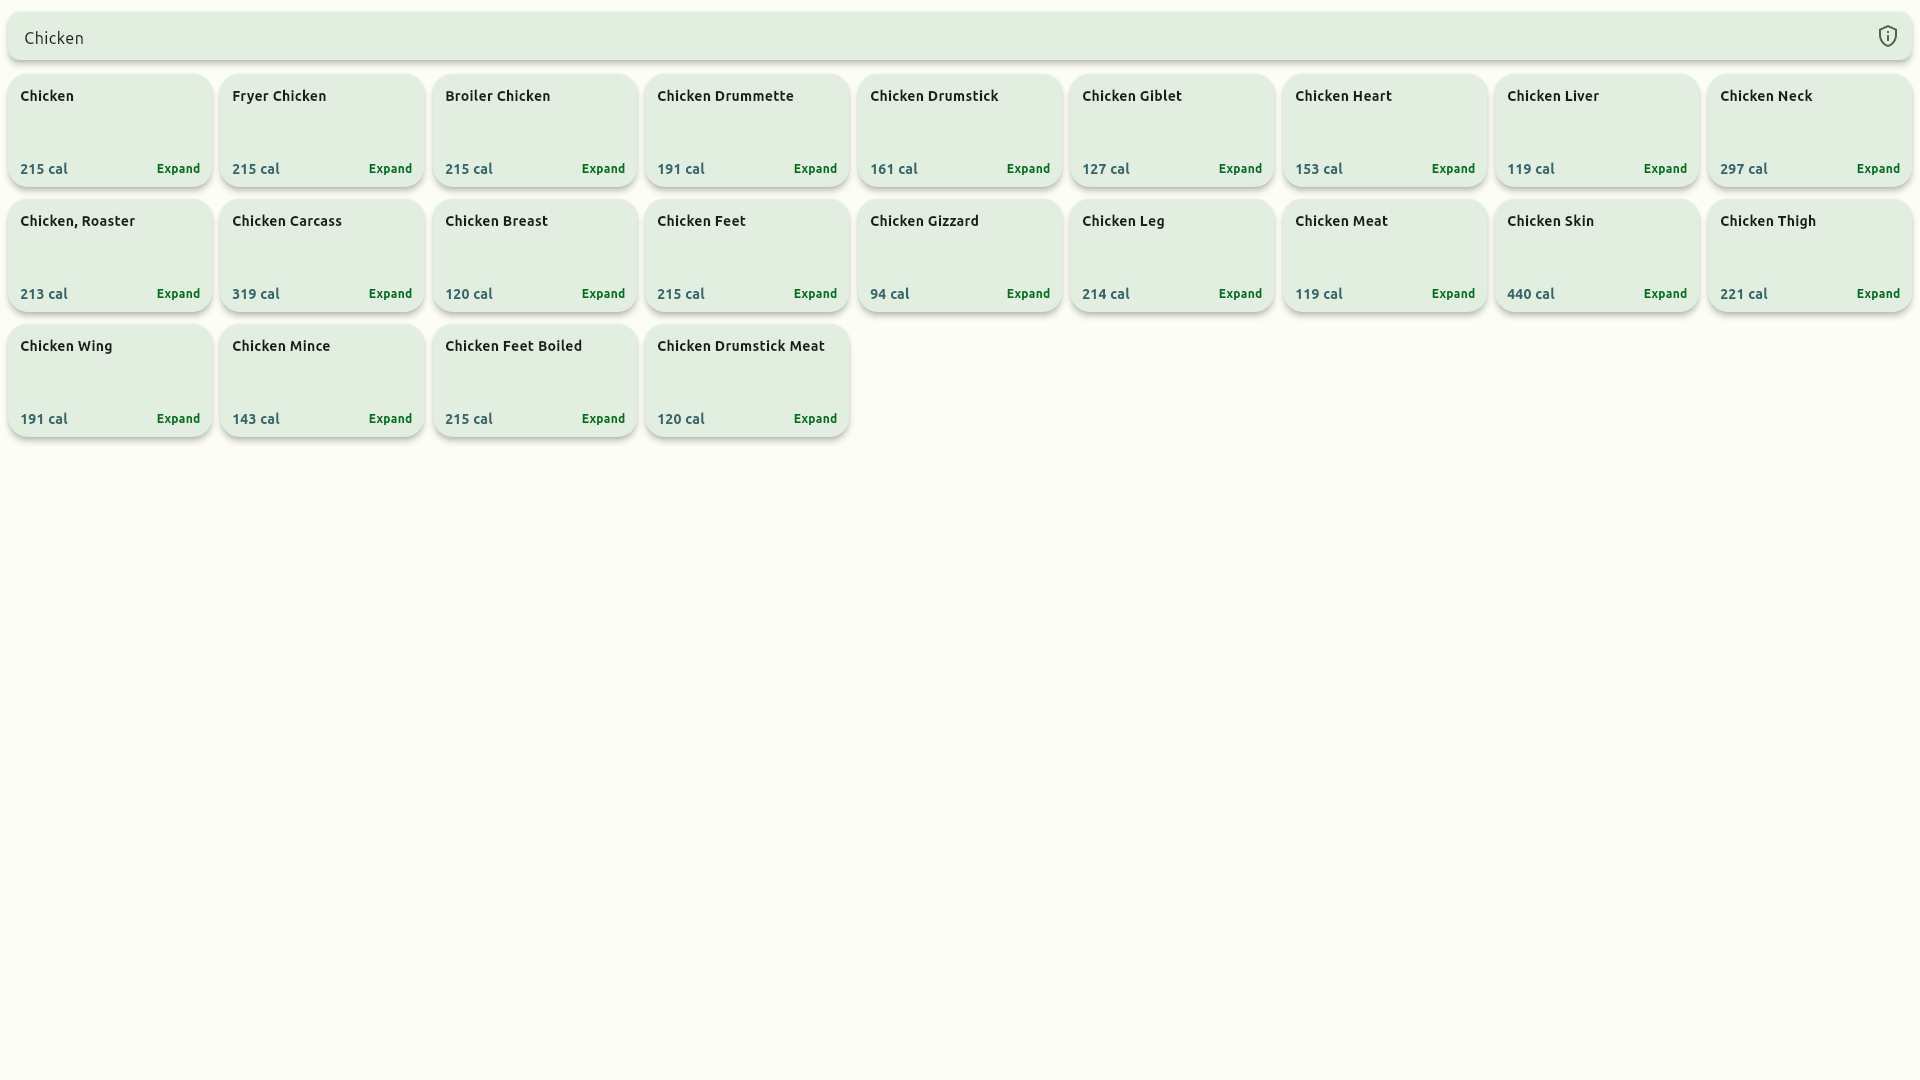 Chicken
Chicken
215 cal Expand
Fryer Chicken
215 cal Expand
Broiler Chicken
215 cal Expand
Chicken Drummette
191 cal Expand
Chicken Drumstick
161 cal Expand
Chicken Giblet
127 cal Expand
Chicken Heart
153 cal Expand
Chicken Liver
119 cal Expand
Chicken Neck
297 cal Expand
Chicken, Roaster
213 cal Expand
Chicken Carcass
319 cal Expand
Chicken Breast
120 cal Expand
Chicken Feet
215 cal Expand
Chicken Gizzard
94 cal Expand
Chicken Leg
214 cal Expand
Chicken Meat
119 cal Expand
Chicken Skin
440 cal Expand
Chicken Thigh
221 cal Expand
Chicken Wing
191 cal Expand
Chicken Mince
143 cal Expand
Chicken Feet Boiled
215 cal Expand
Chicken Drumstick Meat
120 cal Expand